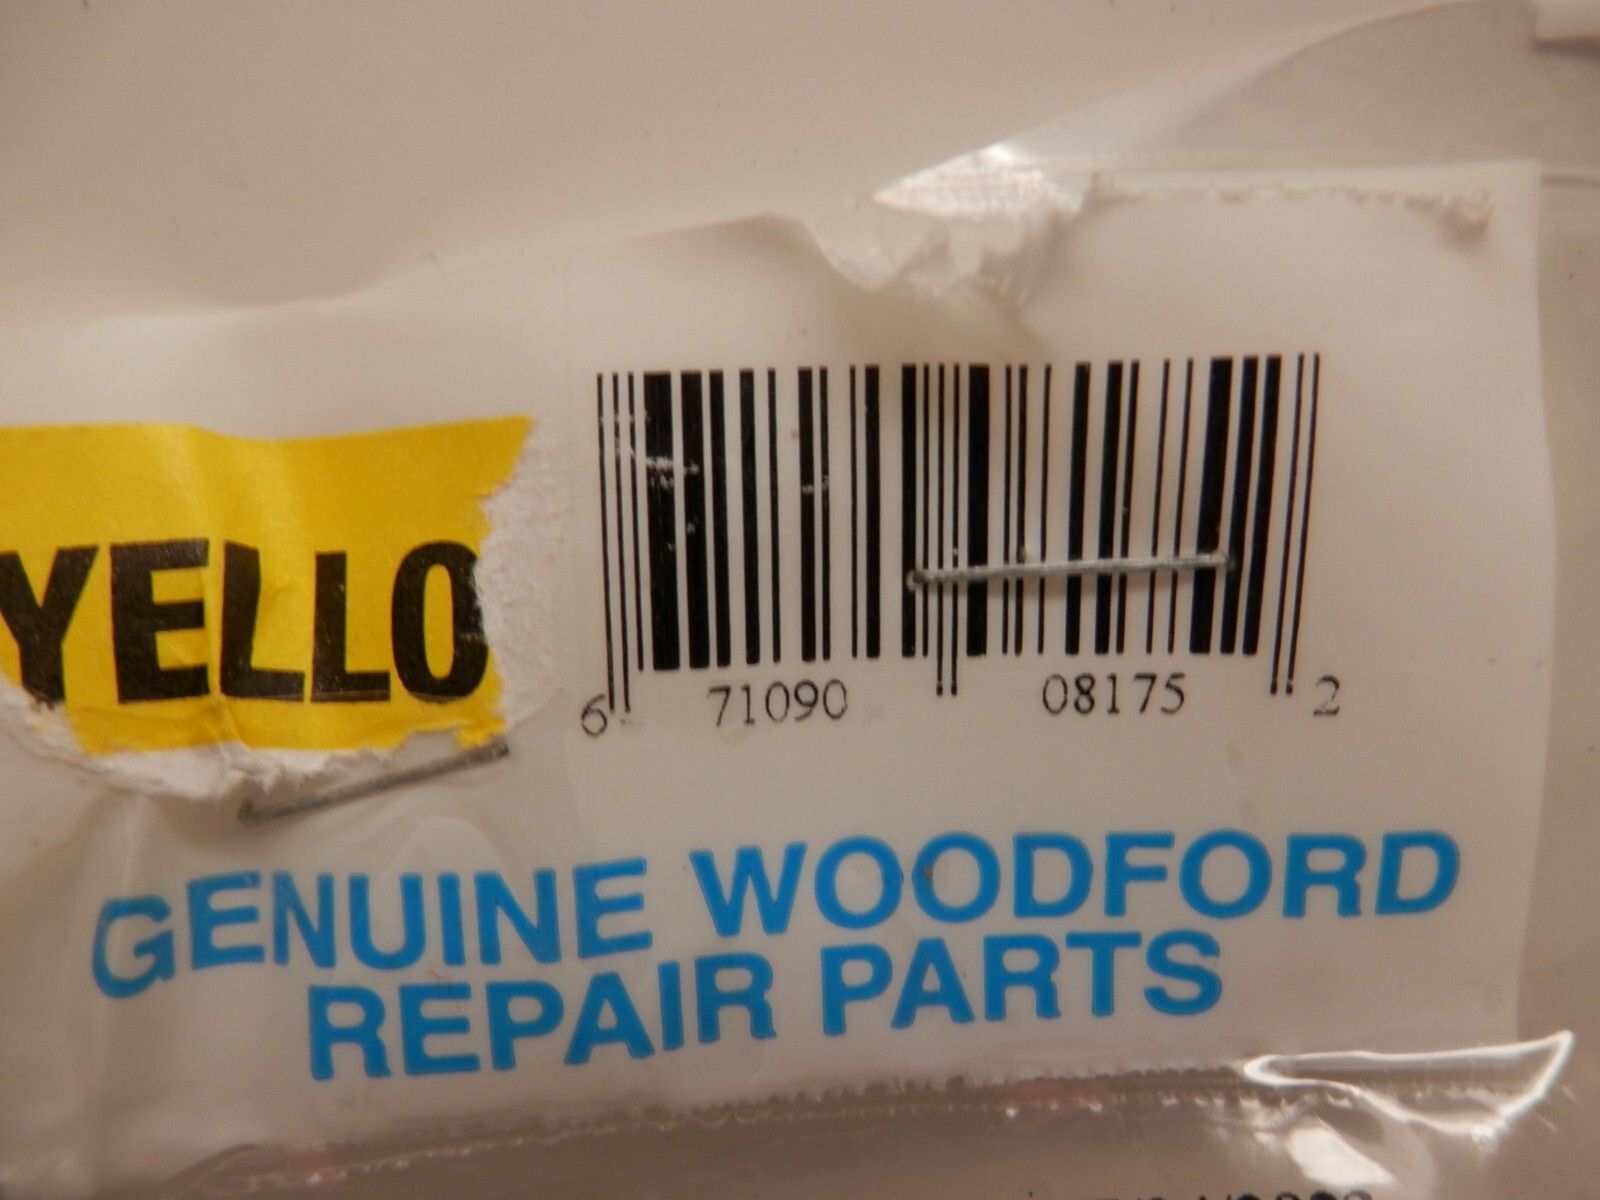 YELLO
6 71090 08175 2
GENUINE WOODFORD
REPAIR PARTS